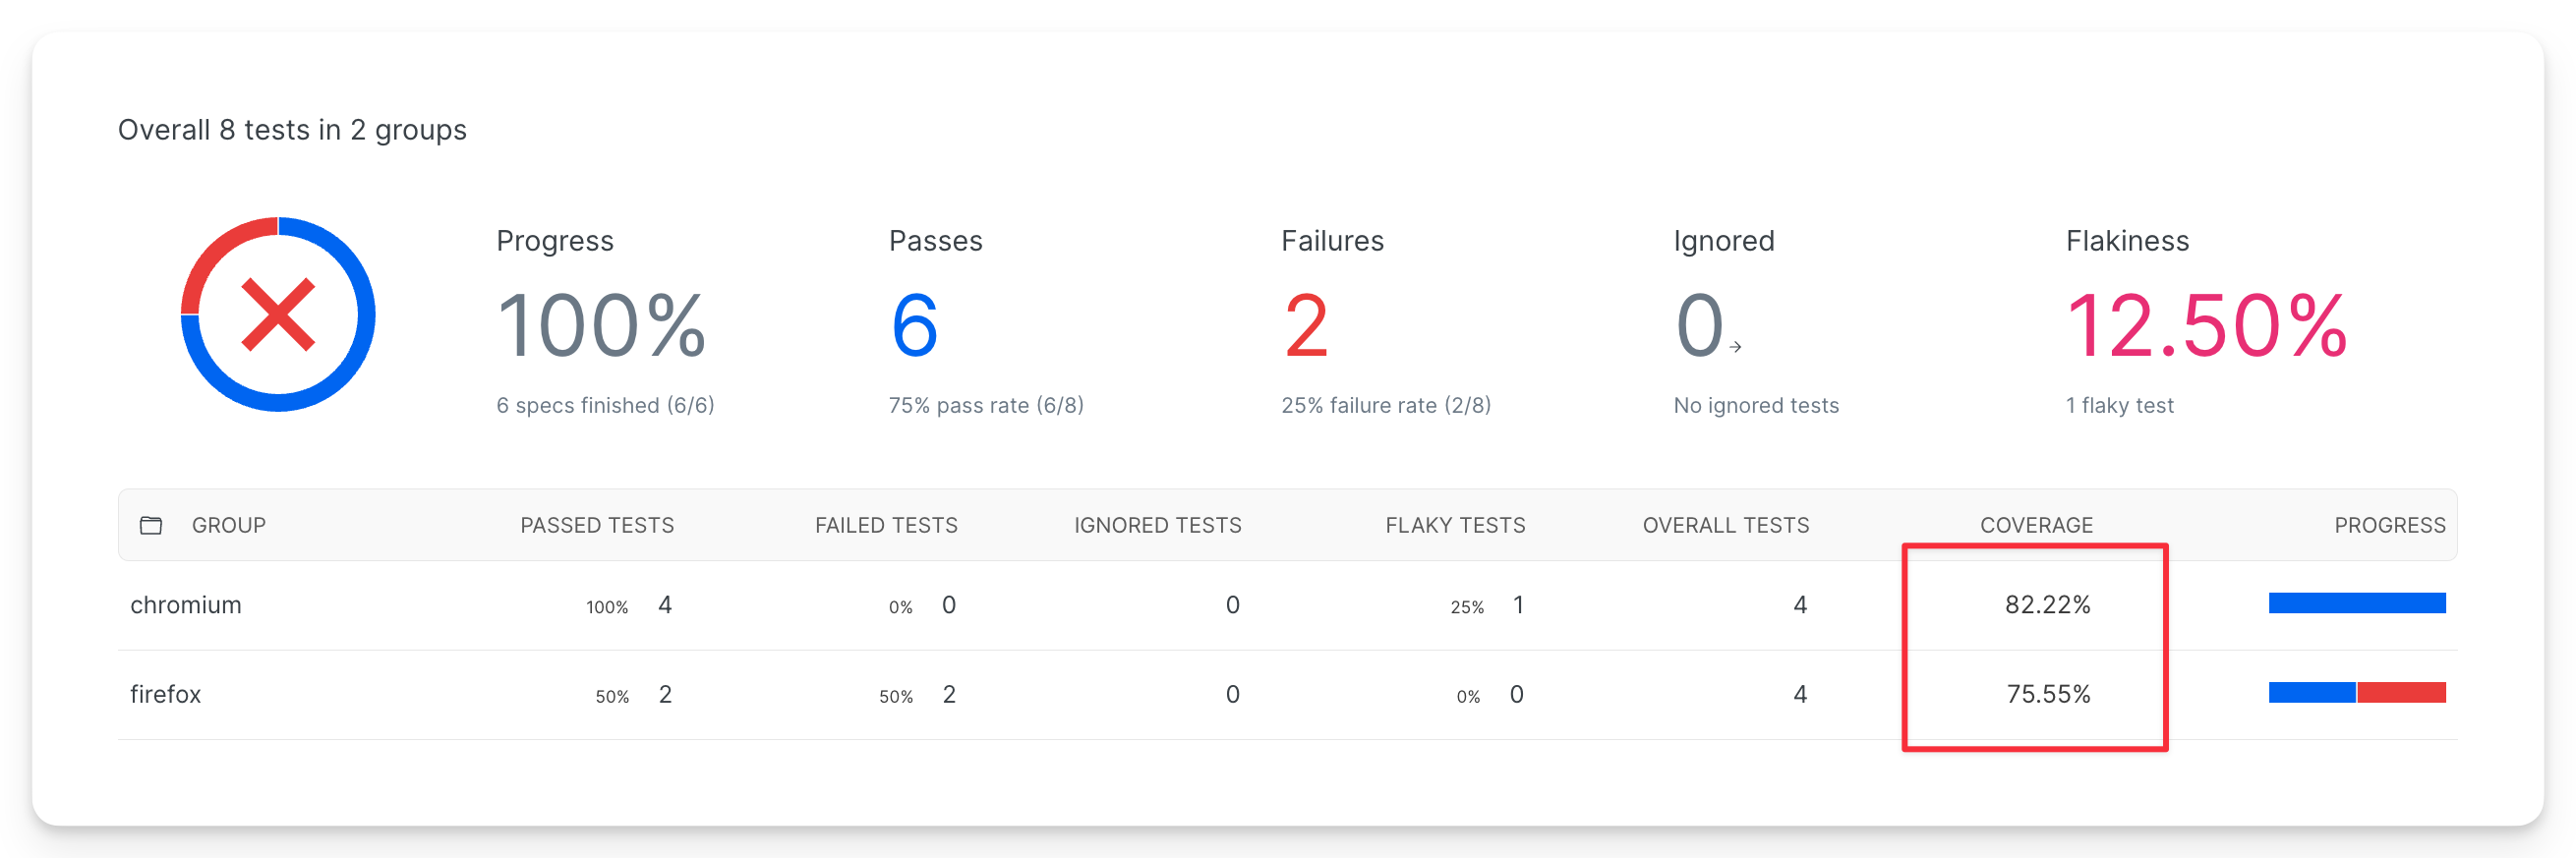 Overall 8 tests in 2 groups
Progress Passes Failures Ignored Flakiness
100% 6 2 0→ 12.50%
6 specs finished (6/6) 75% pass rate (6/8) 25% failure rate (2/8) No ignored tests 1 flaky test
GROUP PASSED TESTS FAILED TESTS IGNORED TESTS FLAKY TESTS OVERALL TESTS COVERAGE PROGRESS
chromium 100% 4 0% 0 0 25% 1 4 82.22%
firefox 50% 2 50% 2 0 0% 0 4 75.55%